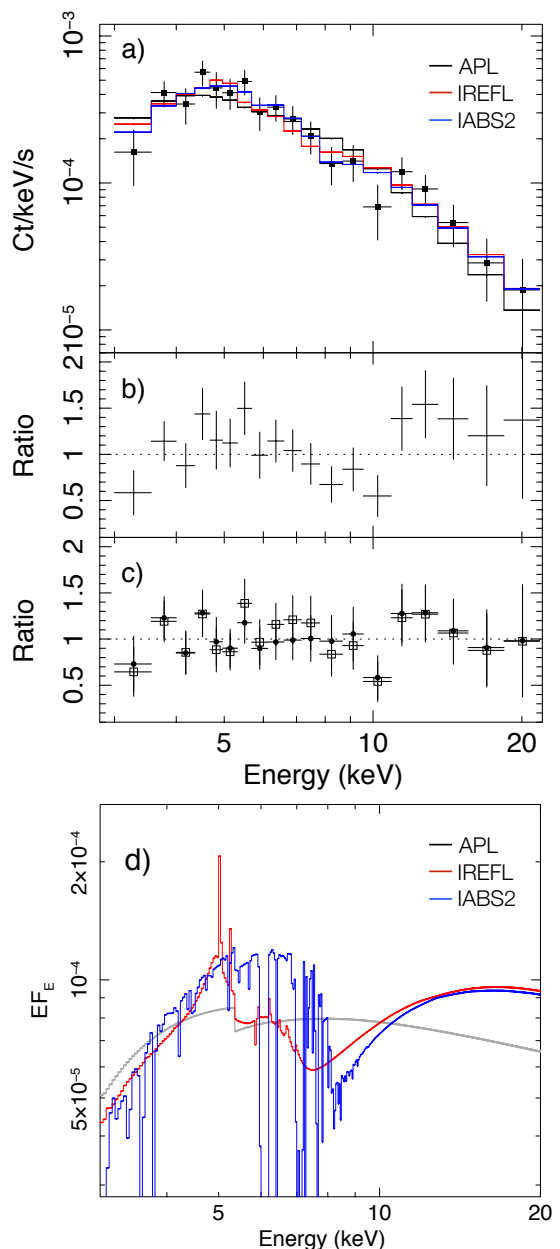 a)
APL
IREFL
IABS2
Ct/keV/s
10⁻³
10⁻⁴
2×10⁻⁵
b)
Ratio
2
1.5
1
0.5
c)
Ratio
2
1.5
1
0.5
5 10 20
Energy (keV)
d)
APL
IREFL
IABS2
EF_E
2×10⁻⁴
10⁻⁴
5×10⁻⁵
5 10 20
Energy (keV)